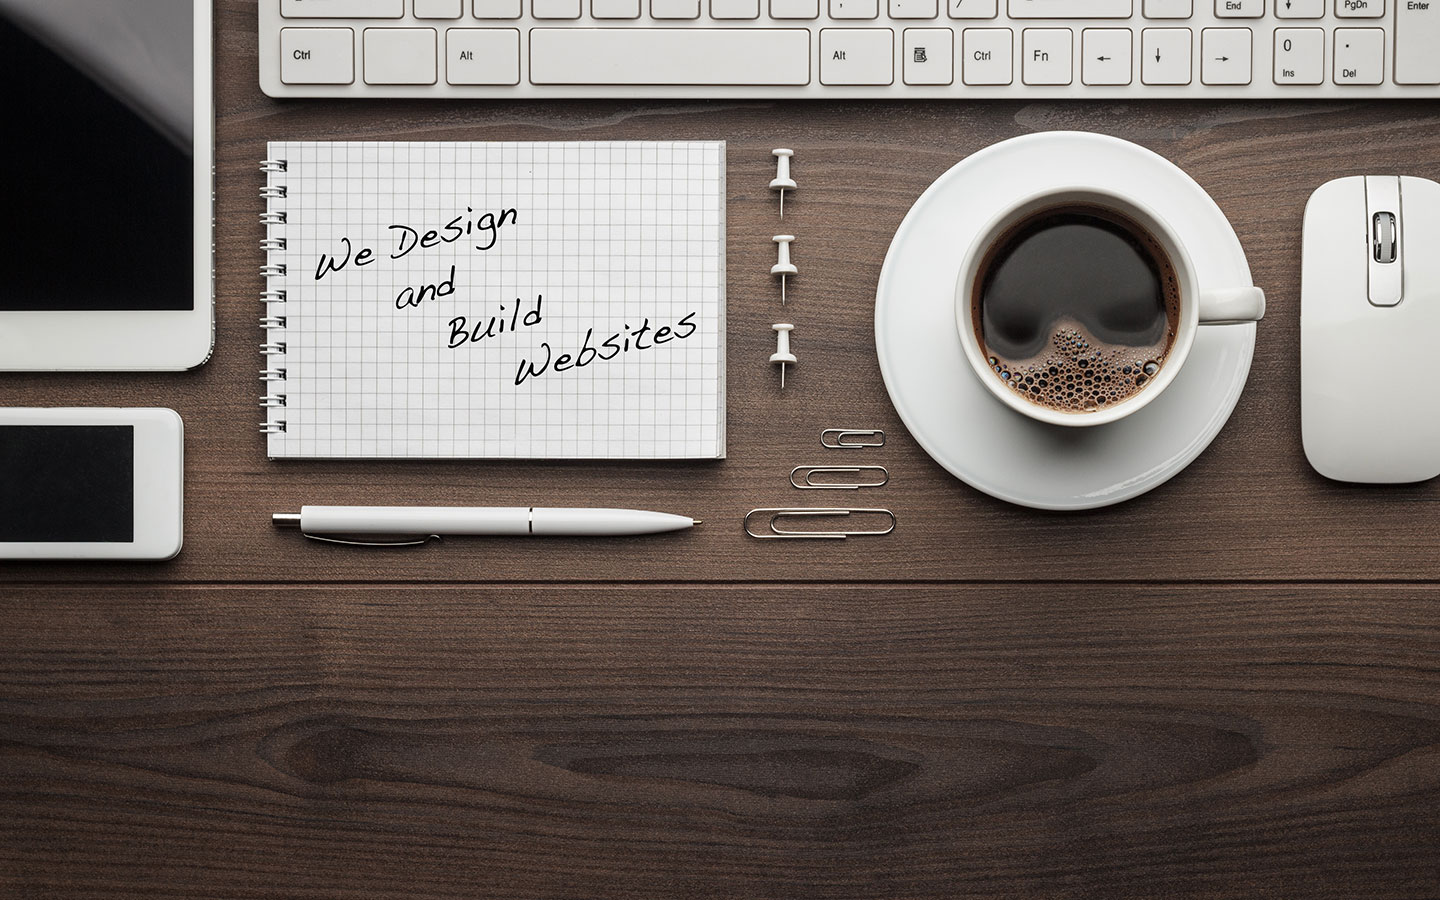 End
PgDn
Enter
Ctrl
Alt
Alt
Ctrl
Fn
0
Ins
.
Del
We Design
and
Build
Websites